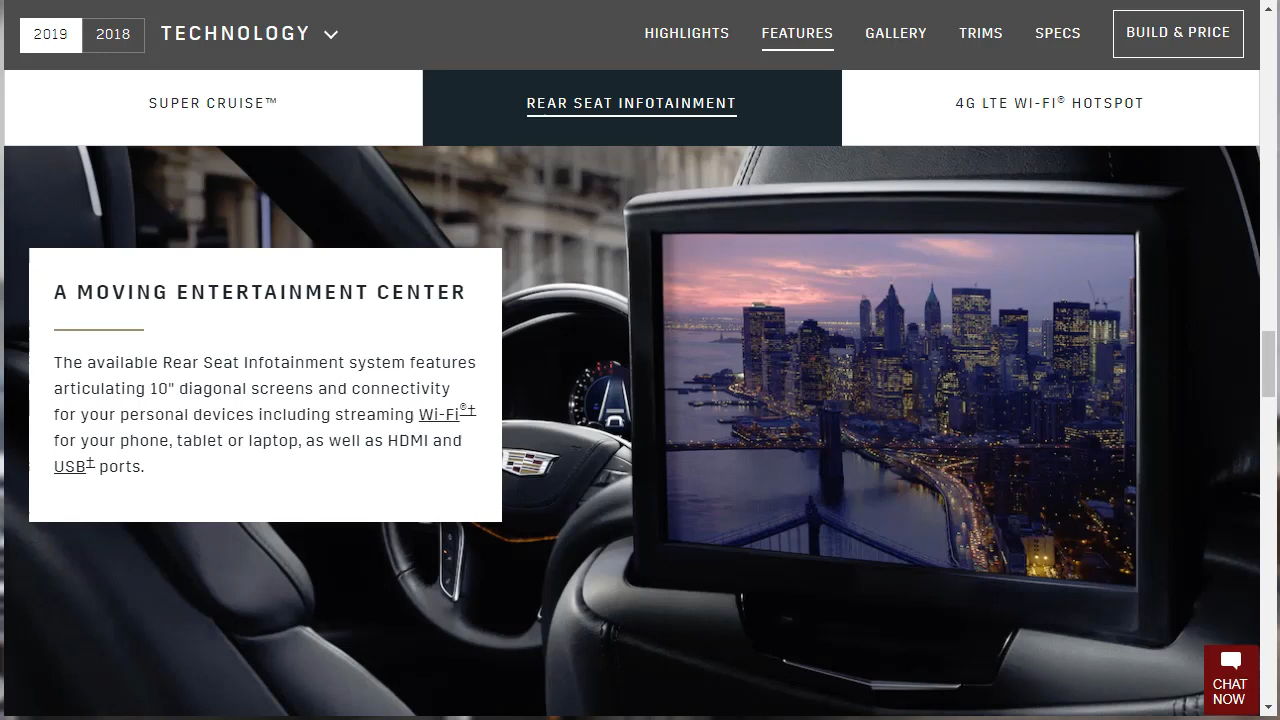 2019 2018 TECHNOLOGY HIGHLIGHTS FEATURES GALLERY TRIMS SPECS BUILD & PRICE
SUPER CRUISE™ REAR SEAT INFOTAINMENT 4G LTE WI-FI® HOTSPOT
A MOVING ENTERTAINMENT CENTER
The available Rear Seat Infotainment system features
articulating 10" diagonal screens and connectivity
for your personal devices including streaming Wi-Fi®†
for your phone, tablet or laptop, as well as HDMI and
USB‡ ports.
CHAT
NOW